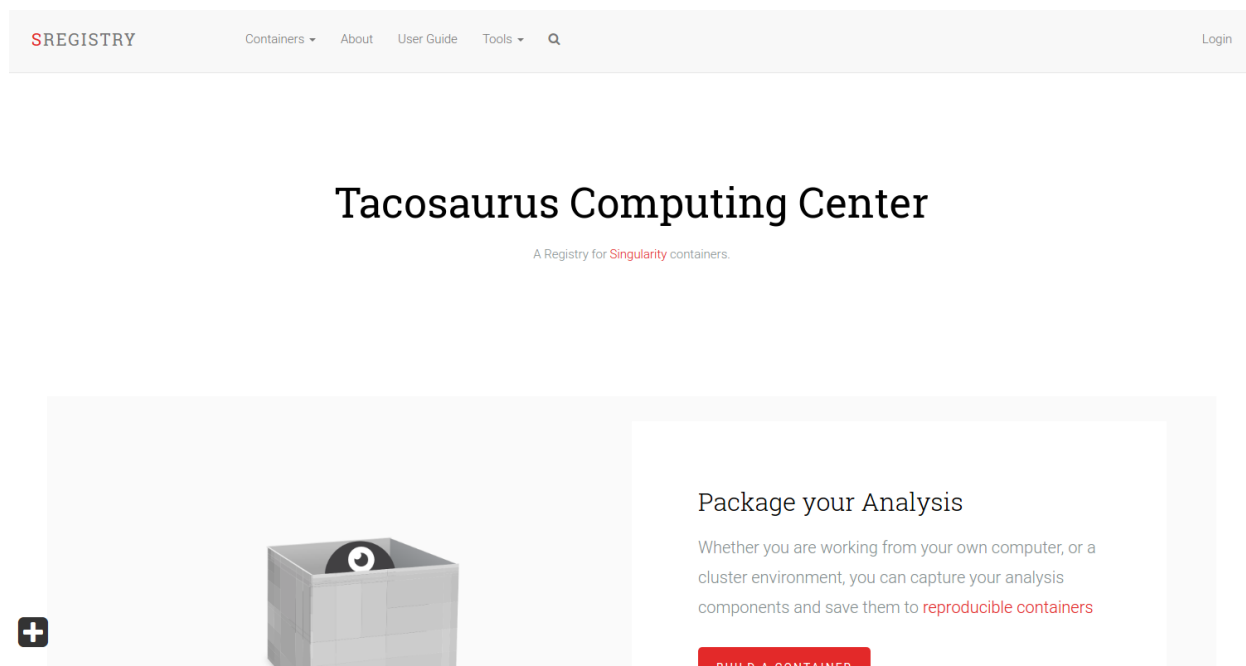 SREGISTRY Containers About User Guide Tools Login
Tacosaurus Computing Center
A Registry for Singularity containers.
Package your Analysis
Whether you are working from your own computer, or a
cluster environment, you can capture your analysis
components and save them to reproducible containers
BUILD A CONTAINER